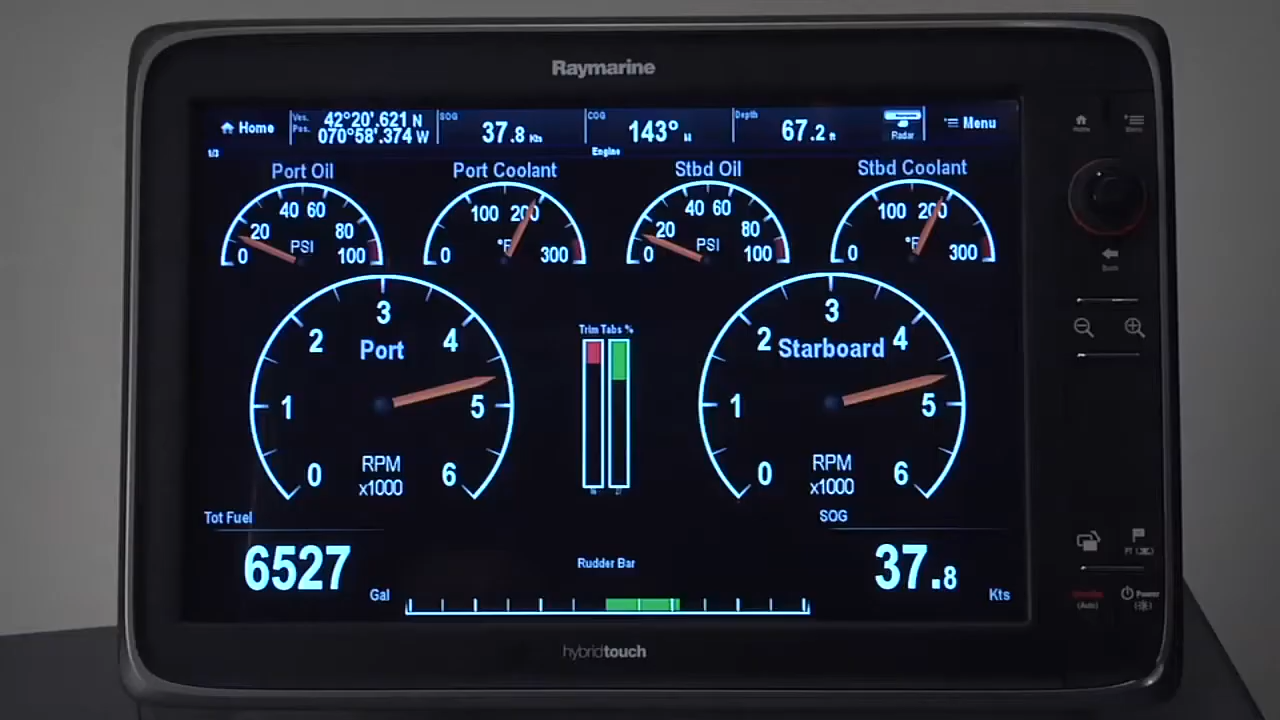 Raymarine
Home
Ves. Pos. 42°20'.621 N
070°58'.374 W
SOG 37.8 Kts
COG 143° M
Depth 67.2 ft
Radar
Menu
1/3
Engine
Port Oil
0 20 40 60 80 100
PSI
Port Coolant
0 100 200 300
°F
Stbd Oil
0 20 40 60 80 100
PSI
Stbd Coolant
0 100 200 300
°F
Port
0 1 2 3 4 5 6
RPM
x1000
Trim Tabs %
Starboard
0 1 2 3 4 5 6
RPM
x1000
Tot Fuel
6527 Gal
Rudder Bar
SOG
37.8 Kts
hybridtouch
Home
Menu
Power
(Auto)